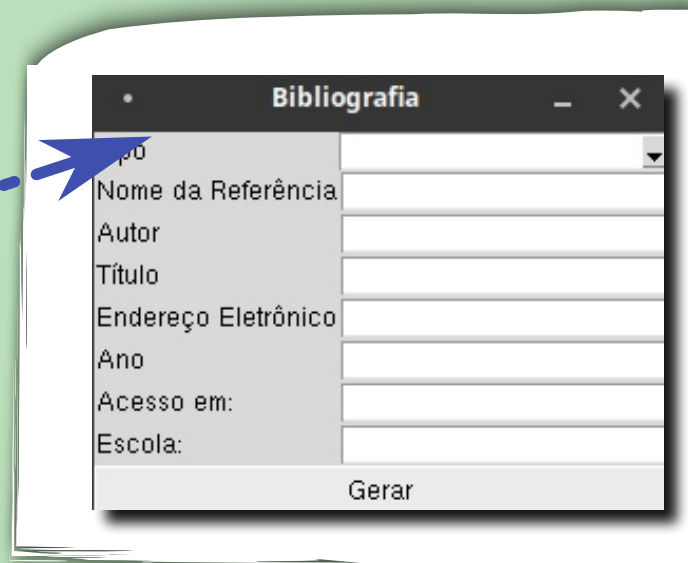 Bibliografia
Nome da Referência
Autor
Título
Endereço Eletrônico
Ano
Acesso em:
Escola:
Gerar